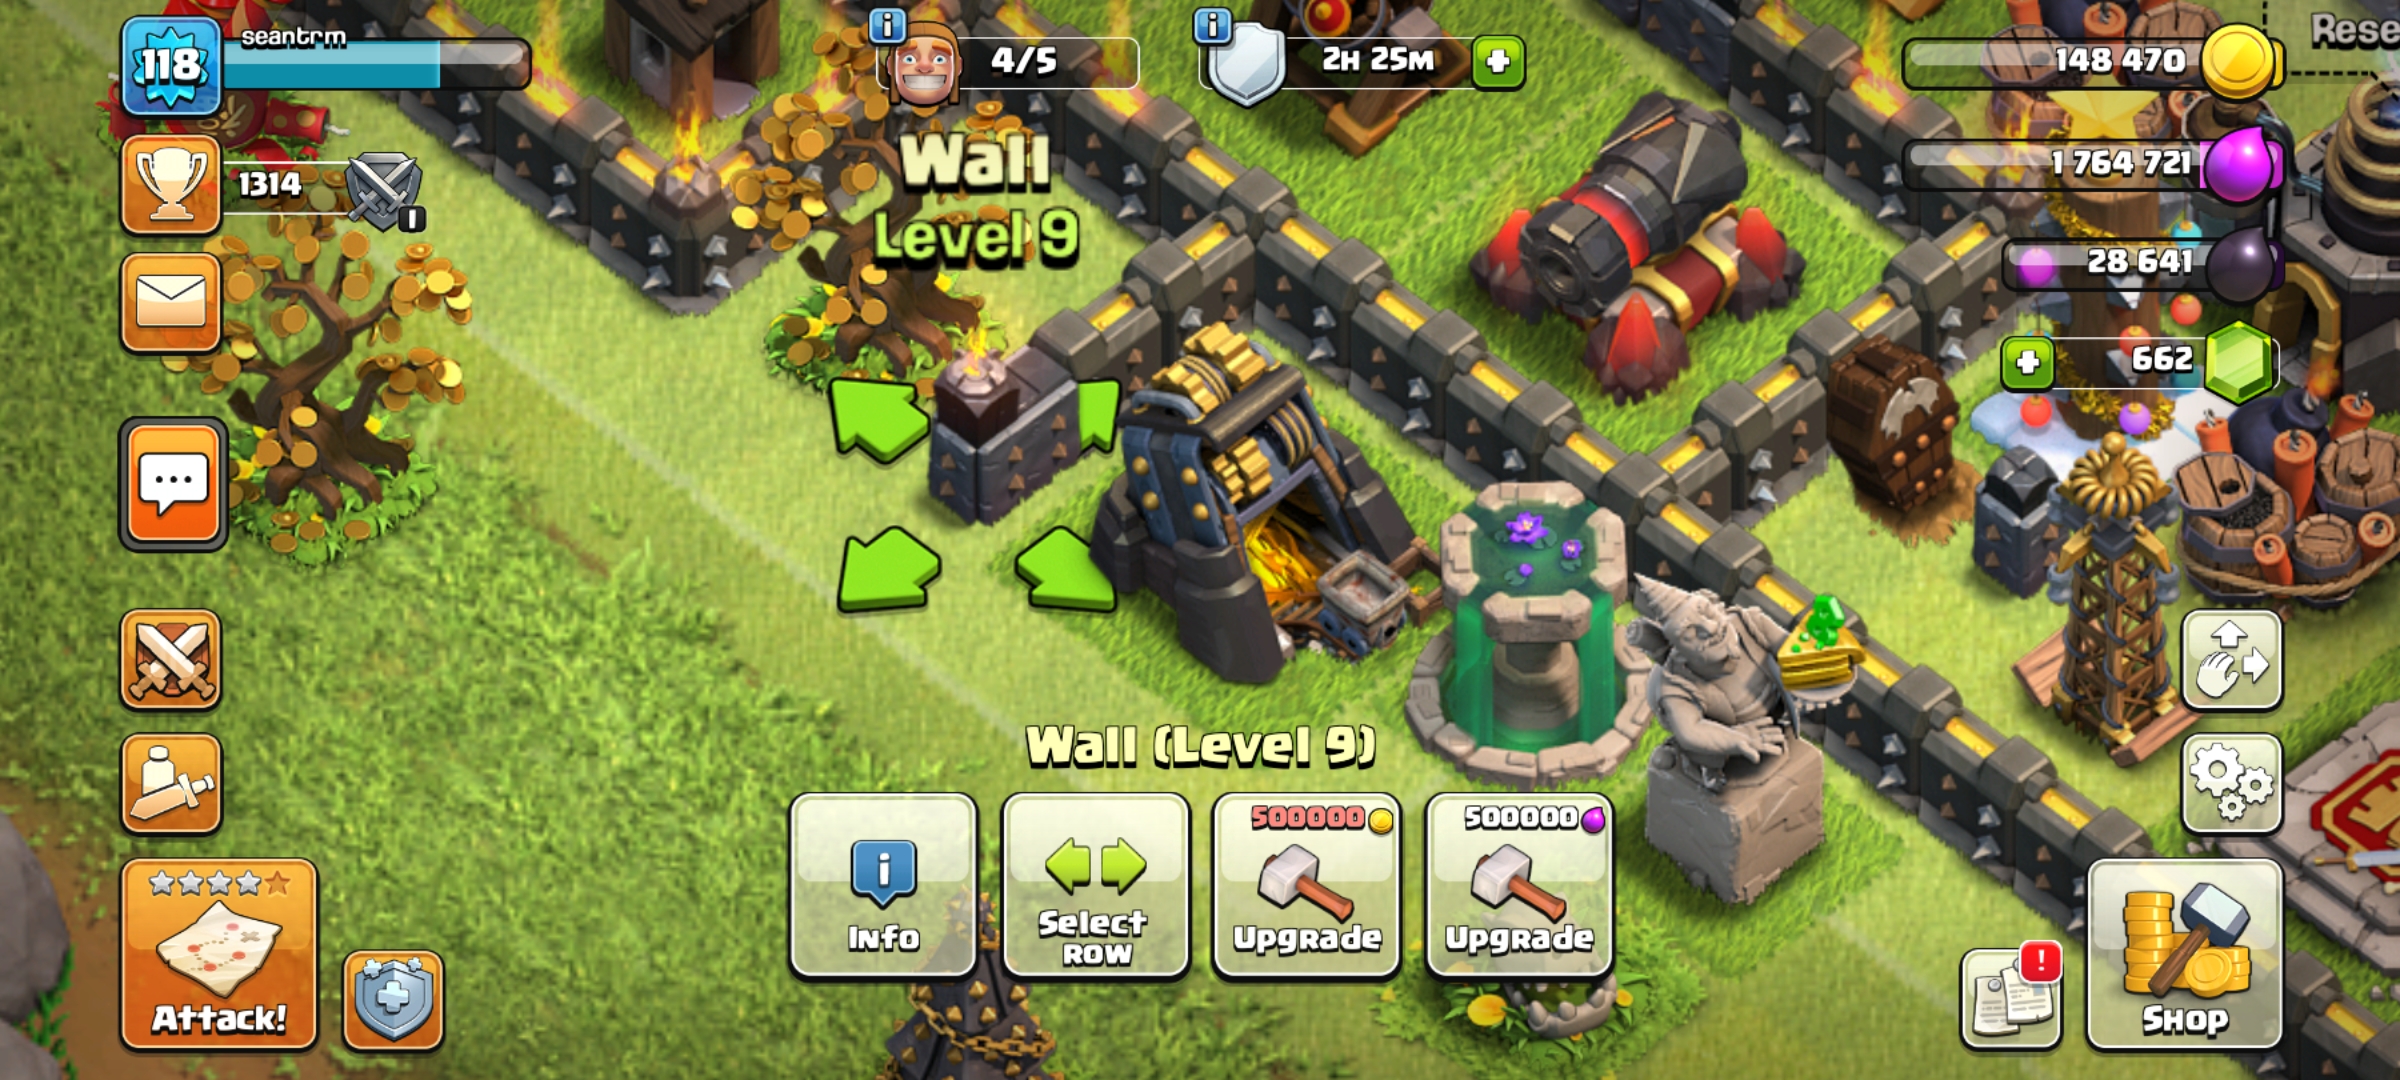 118
seantrm
4/5
2H 25M
148 470
Rese
1314
1 764 721
28 641
662
I
Wall
Level 9
Wall (Level 9)
Info
Select
Row
500000
Upgrade
500000
Upgrade
Attack!
!
Shop